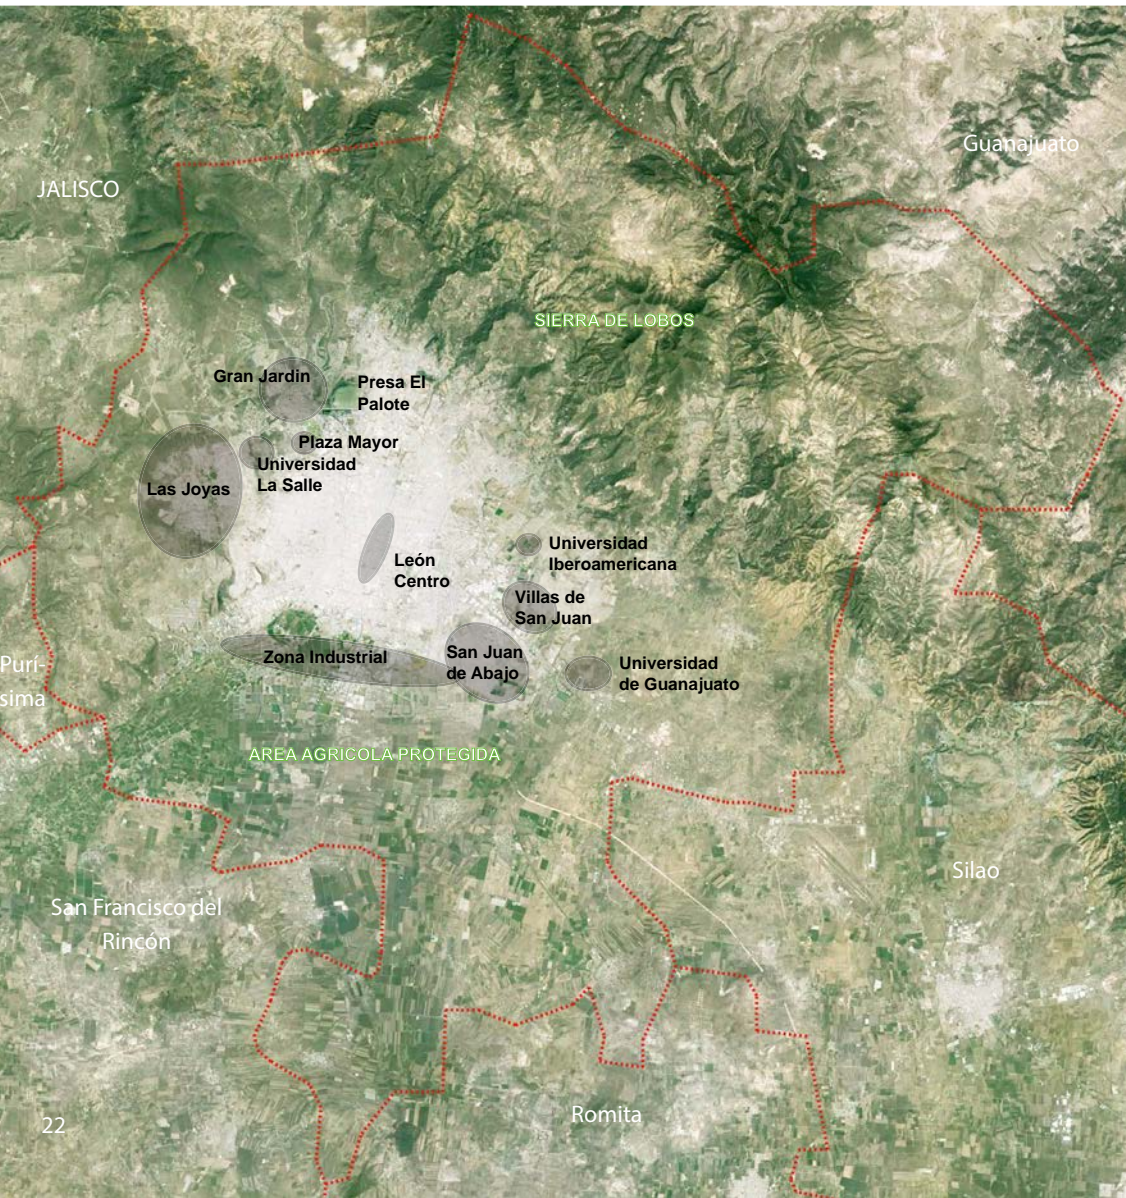 Guanajuato
JALISCO
SIERRA DE LOBOS
Gran Jardin
Presa El
Palote
Plaza Mayor
Universidad
La Salle
Las Joyas
León
Centro
Universidad
Iberoamericana
Villas de
San Juan
Zona Industrial
San Juan
de Abajo
Universidad
de Guanajuato
Purí-
sima
AREA AGRICOLA PROTEGIDA
Silao
San Francisco del
Rincón
Romita
22